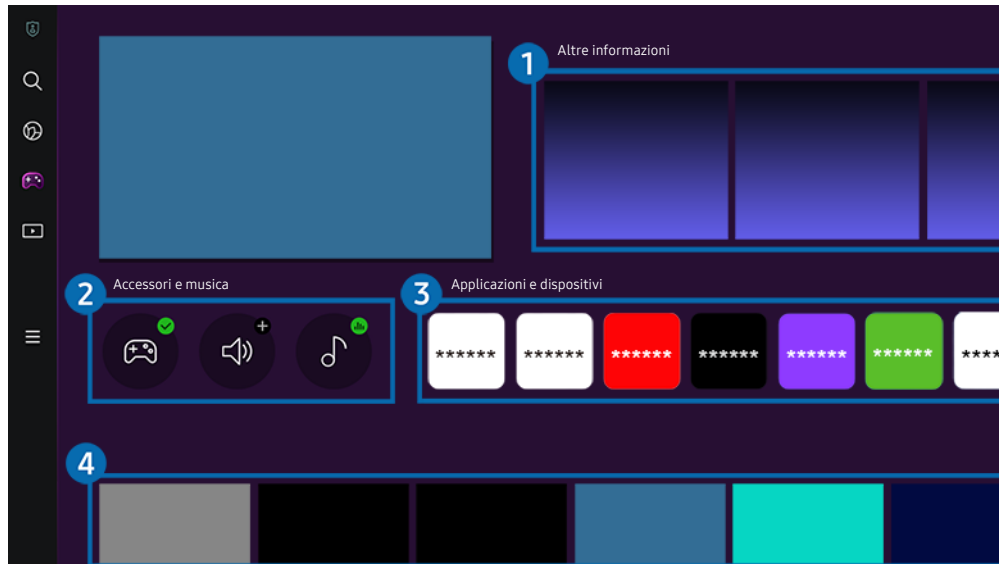 1
Altre informazioni
2
Accessori e musica
3
Applicazioni e dispositivi
****** ****** ****** ****** ****** ****** ****
4